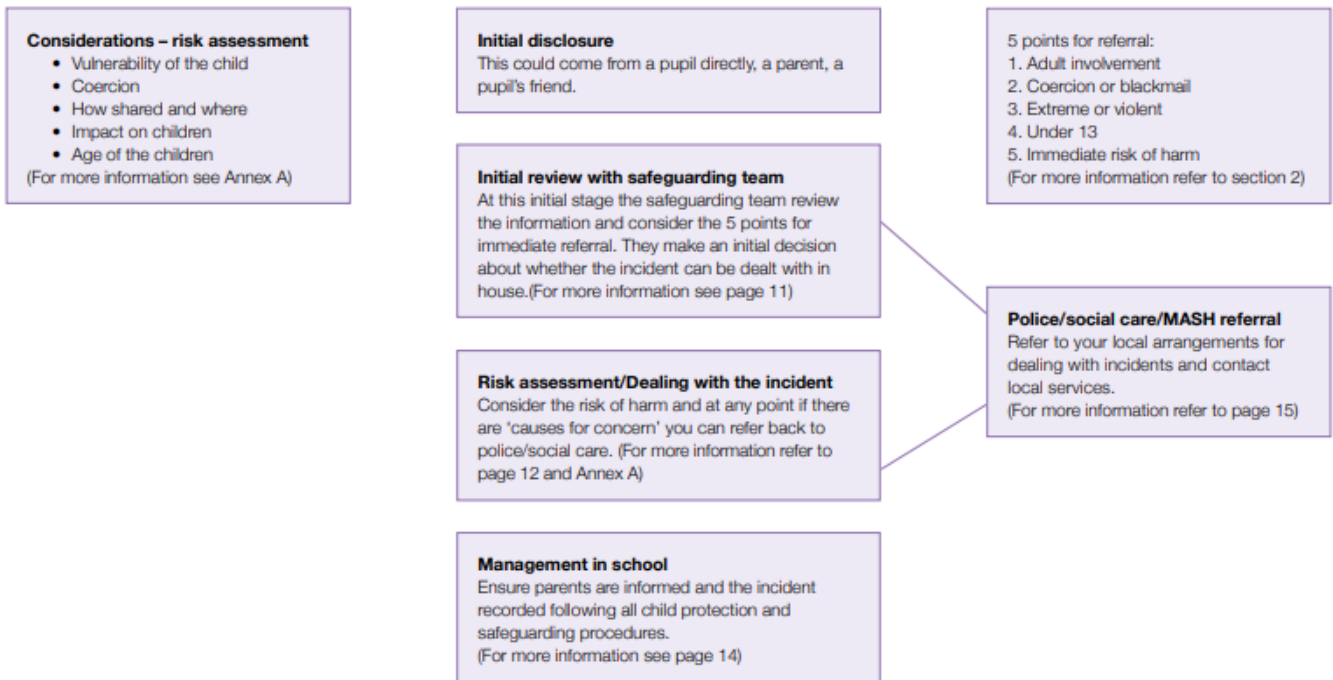 Considerations – risk assessment
• Vulnerability of the child
• Coercion
• How shared and where
• Impact on children
• Age of the children
(For more information see Annex A)
Initial disclosure
This could come from a pupil directly, a parent, a
pupil's friend.
Initial review with safeguarding team
At this initial stage the safeguarding team review
the information and consider the 5 points for
immediate referral. They make an initial decision
about whether the incident can be dealt with in
house.(For more information see page 11)
Risk assessment/Dealing with the incident
Consider the risk of harm and at any point if there
are 'causes for concern' you can refer back to
police/social care. (For more information refer to
page 12 and Annex A)
Management in school
Ensure parents are informed and the incident
recorded following all child protection and
safeguarding procedures.
(For more information see page 14)
5 points for referral:
1. Adult involvement
2. Coercion or blackmail
3. Extreme or violent
4. Under 13
5. Immediate risk of harm
(For more information refer to section 2)
Police/social care/MASH referral
Refer to your local arrangements for
dealing with incidents and contact
local services.
(For more information refer to page 15)